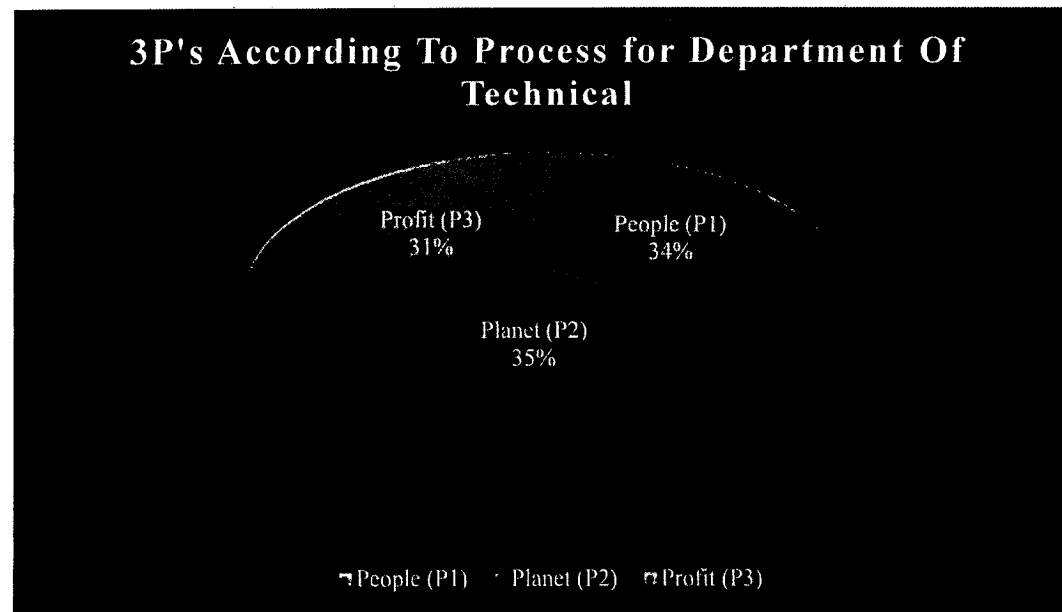 3P's According To Process for Department Of
Technical
Profit (P3)
31%
People (P1)
34%
Planet (P2)
35%
People (P1) Planet (P2) Profit (P3)